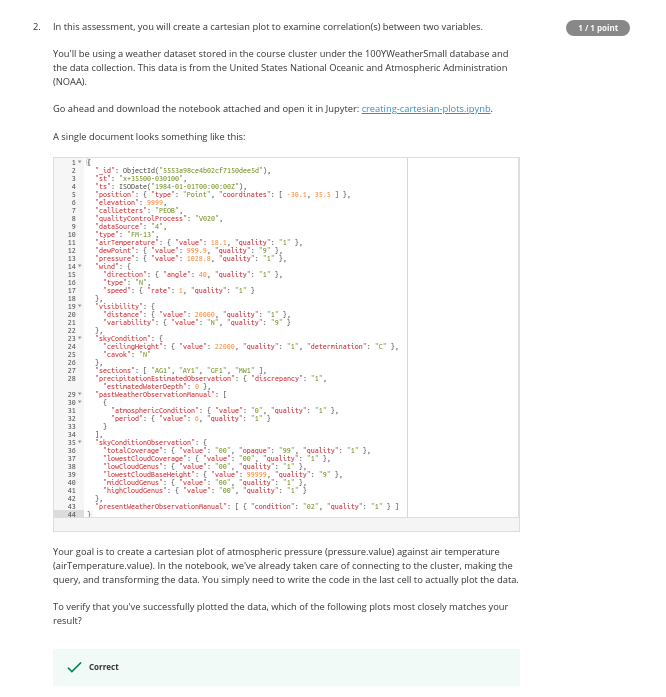 2. In this assessment, you will create a cartesian plot to examine correlation(s) between two variables.
1 / 1 point
You'll be using a weather dataset stored in the course cluster under the 100YWeatherSmall database and
the data collection. This data is from the United States National Oceanic and Atmospheric Administration
(NOAA).
Go ahead and download the notebook attached and open it in Jupyter: creating-cartesian-plots.ipynb.
A single document looks something like this:
1 {
2 "_id": ObjectId("5553a98ce4b02cf7150dee5d"),
3 "st": "x+35500-030100",
4 "ts": ISODate("1984-01-01T00:00:00Z"),
5 "position": { "type": "Point", "coordinates": [ -30.1, 35.5 ] },
6 "elevation": 9999,
7 "callLetters": "PEOB",
8 "qualityControlProcess": "V020",
9 "dataSource": "4",
10 "type": "FM-13",
11 "airTemperature": { "value": 18.1, "quality": "1" },
12 "dewPoint": { "value": 999.9, "quality": "9" },
13 "pressure": { "value": 1028.8, "quality": "1" },
14 "wind": {
15 "direction": { "angle": 40, "quality": "1" },
16 "type": "N",
17 "speed": { "rate": 1, "quality": "1" }
18 },
19 "visibility": {
20 "distance": { "value": 20000, "quality": "1" },
21 "variability": { "value": "N", "quality": "9" }
22 },
23 "skyCondition": {
24 "ceilingHeight": { "value": 22000, "quality": "1", "determination": "C" },
25 "cavok": "N"
26 },
27 "sections": [ "AG1", "AY1", "GF1", "MW1" ],
28 "precipitationEstimatedObservation": { "discrepancy": "1",
"estimatedWaterDepth": 0 },
29 "pastWeatherObservationManual": [
30 {
31 "atmosphericCondition": { "value": "0", "quality": "1" },
32 "period": { "value": 6, "quality": "1" }
33 }
34 ],
35 "skyConditionObservation": {
36 "totalCoverage": { "value": "00", "opaque": "99", "quality": "1" },
37 "lowestCloudCoverage": { "value": "00", "quality": "1" },
38 "lowCloudGenus": { "value": "00", "quality": "1" },
39 "lowestCloudBaseHeight": { "value": 99999, "quality": "9" },
40 "midCloudGenus": { "value": "00", "quality": "1" },
41 "highCloudGenus": { "value": "00", "quality": "1" }
42 },
43 "presentWeatherObservationManual": [ { "condition": "02", "quality": "1" } ]
44 }
Your goal is to create a cartesian plot of atmospheric pressure (pressure.value) against air temperature
(airTemperature.value). In the notebook, we've already taken care of connecting to the cluster, making the
query, and transforming the data. You simply need to write the code in the last cell to actually plot the data.
To verify that you've successfully plotted the data, which of the following plots most closely matches your
result?
Correct